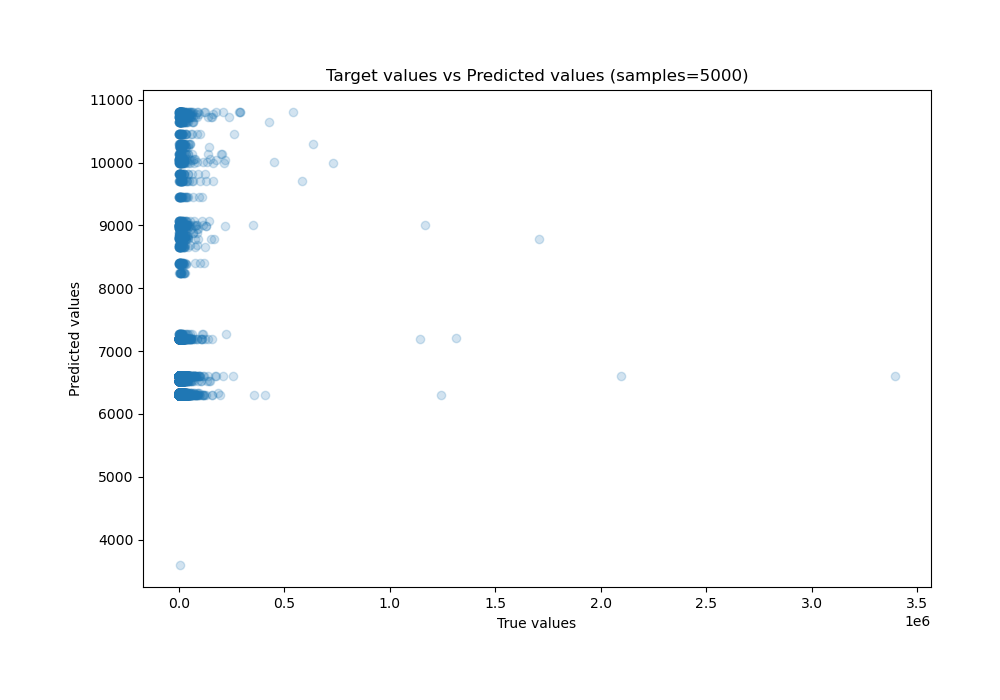 Target values vs Predicted values (samples=5000)
Predicted values
11000
10000
9000
8000
7000
6000
5000
4000
0.0 0.5 1.0 1.5 2.0 2.5 3.0 3.5
1e6
True values